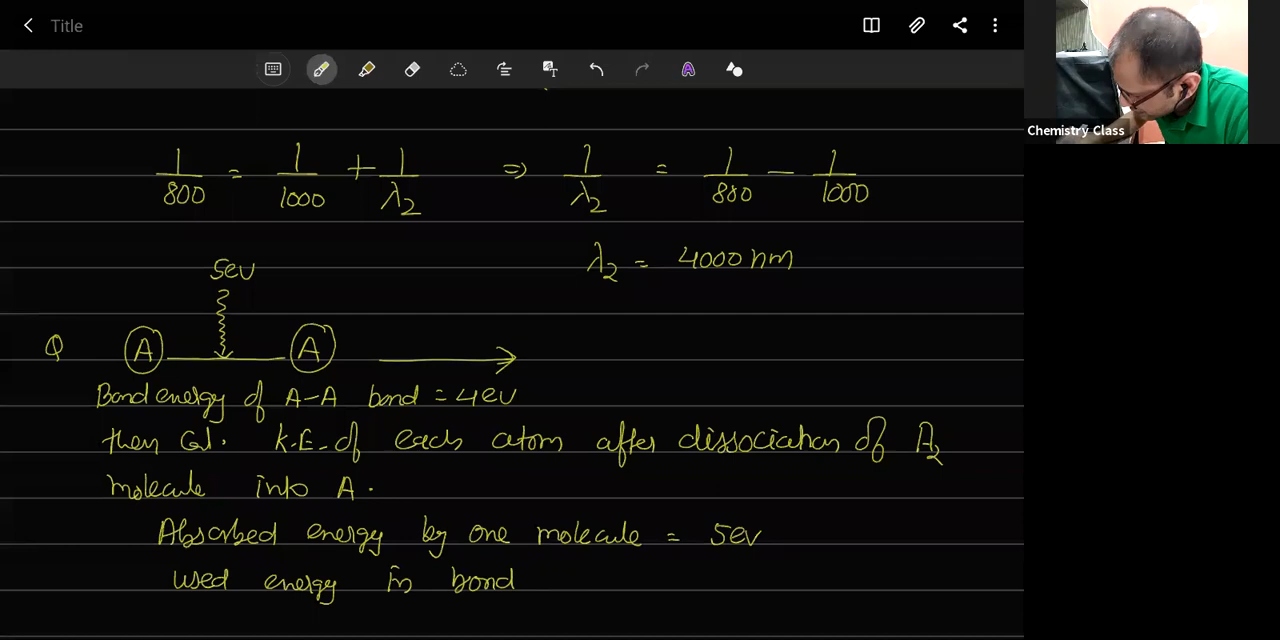 Title
Chemistry Class
1/800 = 1/1000 + 1/λ2 ⇒ 1/λ2 = 1/800 − 1/1000
λ2 = 4000 nm
5ev
Q A A
Bond energy of A-A bond = 4ev
then Cal. K.E. of each atom after dissociation of A2
molecule into A.
Absorbed energy by one molecule = 5ev
used energy in bond